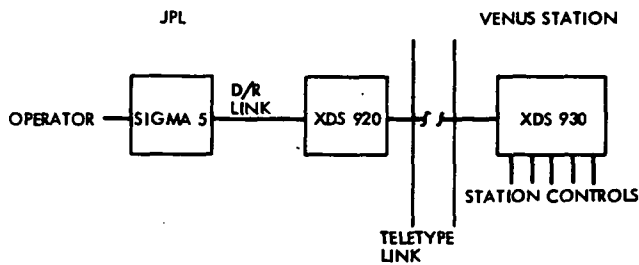 JPL
VENUS STATION
OPERATOR
SIGMA 5
D/R
LINK
XDS 920
XDS 930
STATION CONTROLS
TELETYPE
LINK